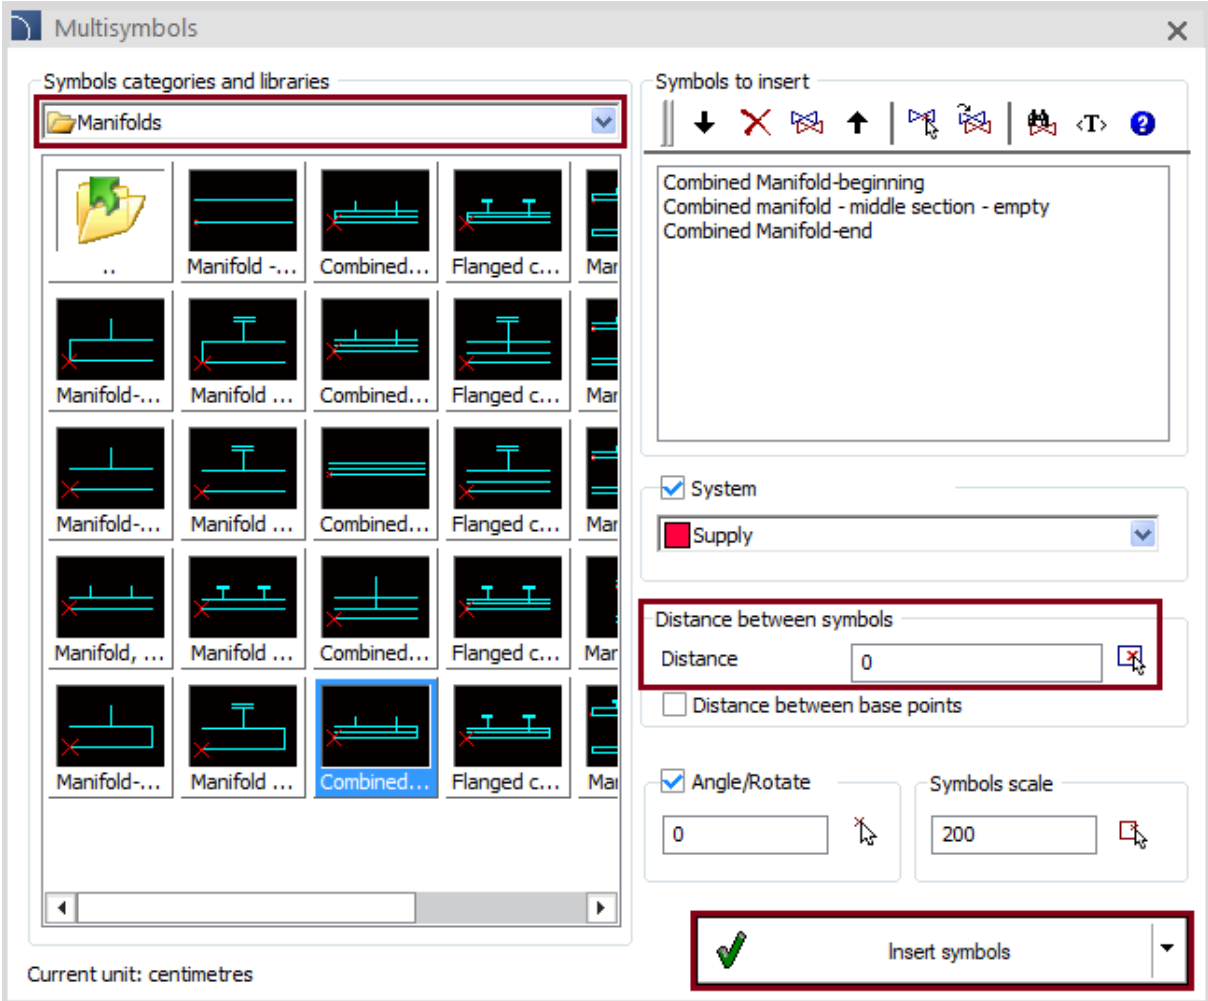 Multisymbols
Symbols categories and libraries
Manifolds
..
Manifold -...
Combined...
Flanged c...
Mar
Manifold-...
Manifold ...
Combined...
Flanged c...
Mar
Manifold-...
Manifold ...
Combined...
Flanged c...
Mar
Manifold, ...
Manifold ...
Combined...
Flanged c...
Mar
Manifold-...
Manifold ...
Combined...
Flanged c...
Mar
Current unit: centimetres
Symbols to insert
<T> ?
Combined Manifold-beginning
Combined manifold - middle section - empty
Combined Manifold-end
System
Supply
Distance between symbols
Distance 0
Distance between base points
Angle/Rotate
0
Symbols scale
200
Insert symbols